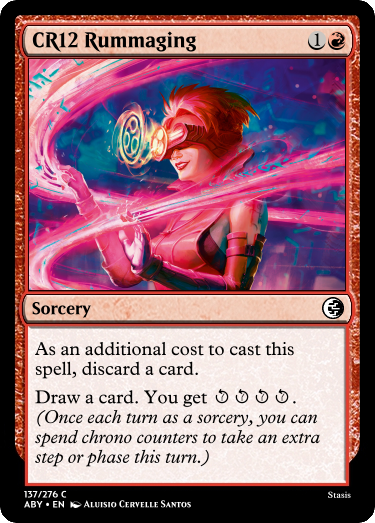 CR12 Rummaging
1
Sorcery
As an additional cost to cast this
spell, discard a card.
Draw a card. You get .
(Once each turn as a sorcery, you can
spend chrono counters to take an extra
step or phase this turn.)
137/276 C
Stasis
ABY • EN Aluisio Cervelle Santos